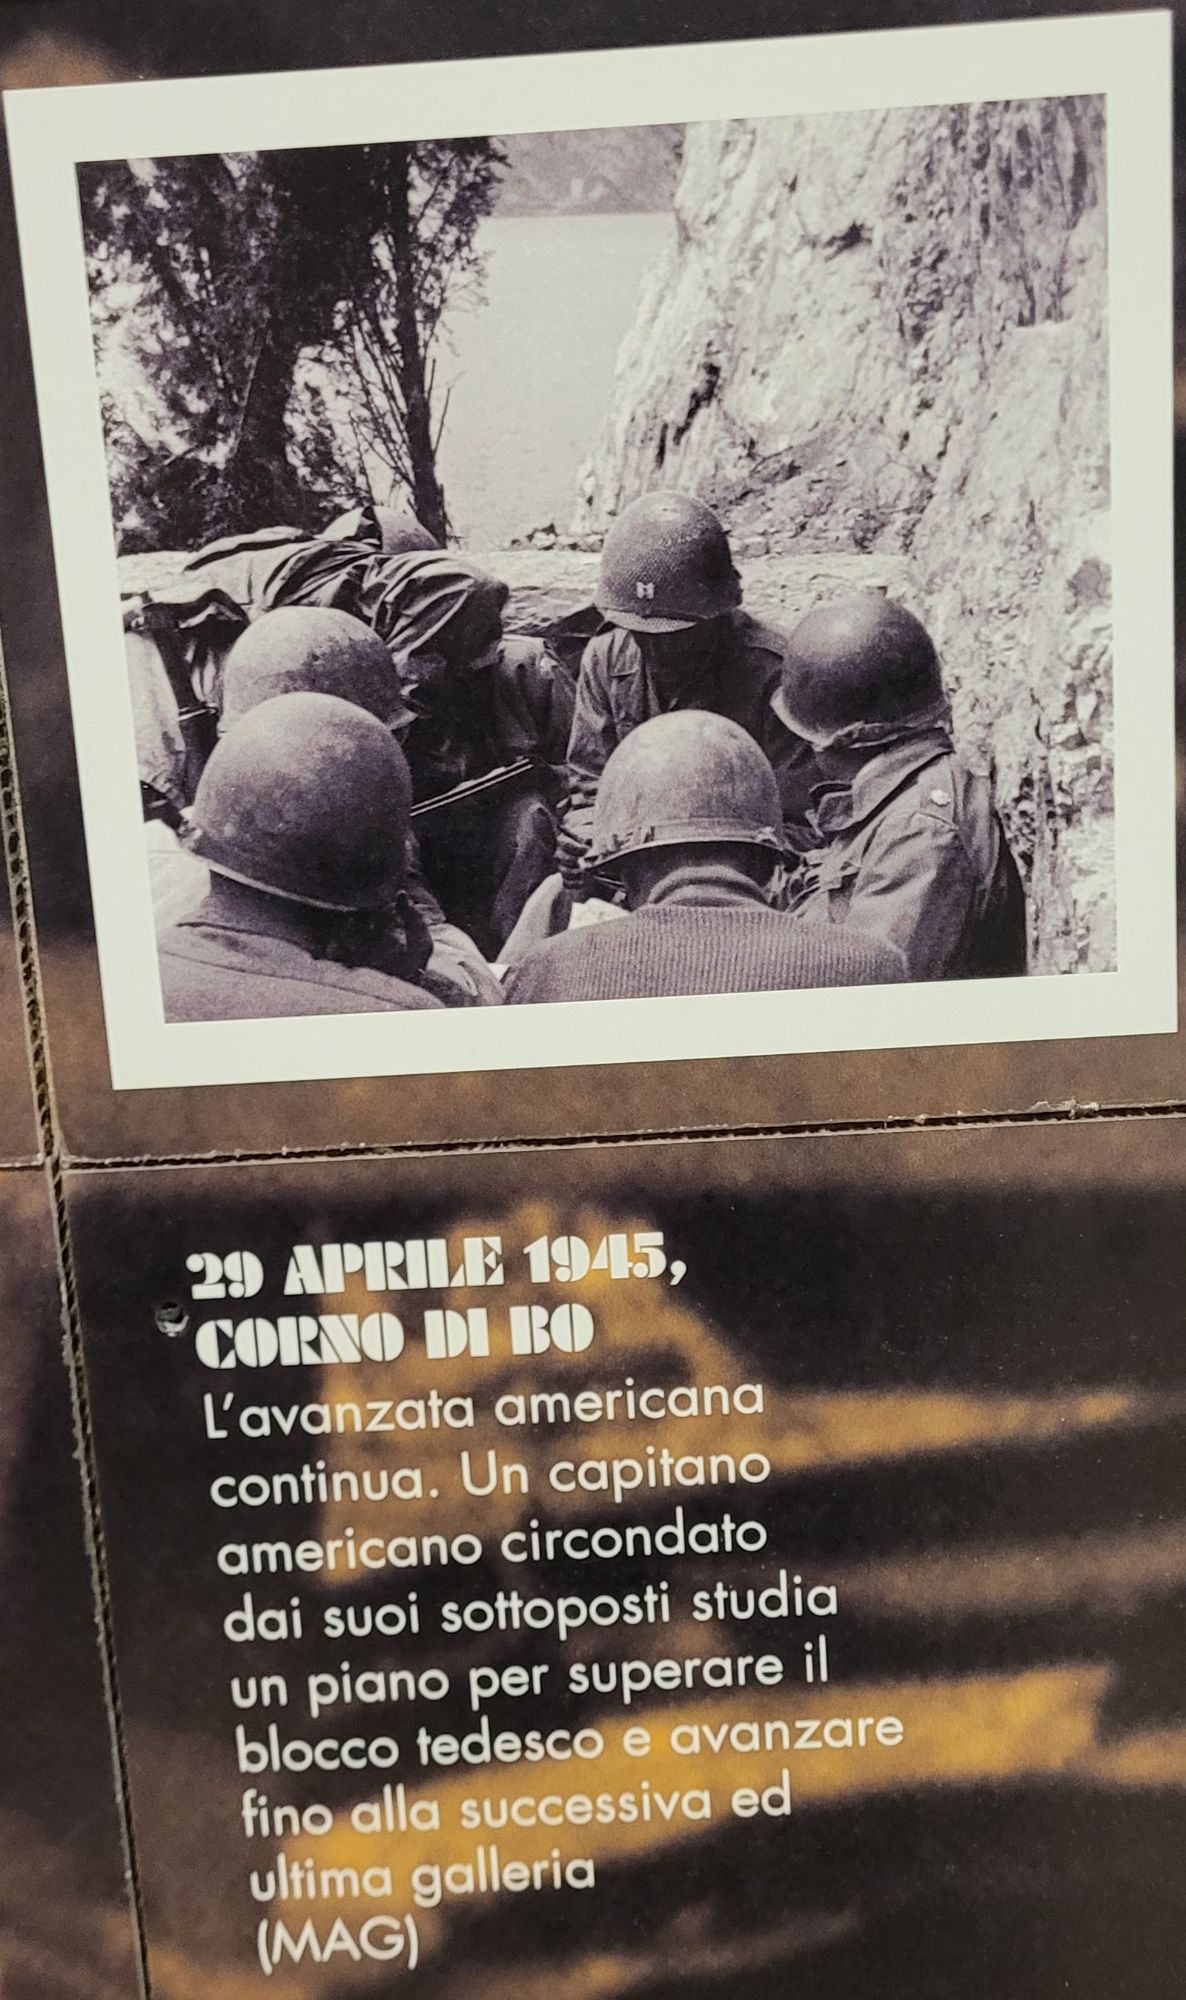 29 APRILE 1945,
CORNO DI BO
L'avanzata americana
continua. Un capitano
americano circondato
dai suoi sottoposti studia
un piano per superare il
blocco tedesco e avanzare
fino alla successiva ed
ultima galleria
(MAG)